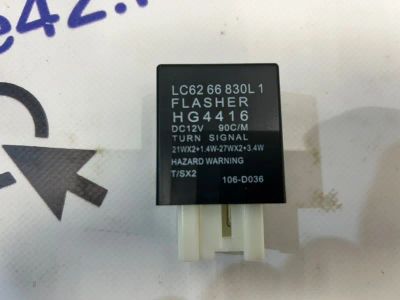 e42.
LC62 66 830L 1
FLASHER
HG4416
DC12V 90C/M
TURN SIGNAL
21WX2+1.4W-27WX2+3.4W
HAZARD WARNING
T/SX2
106-D036